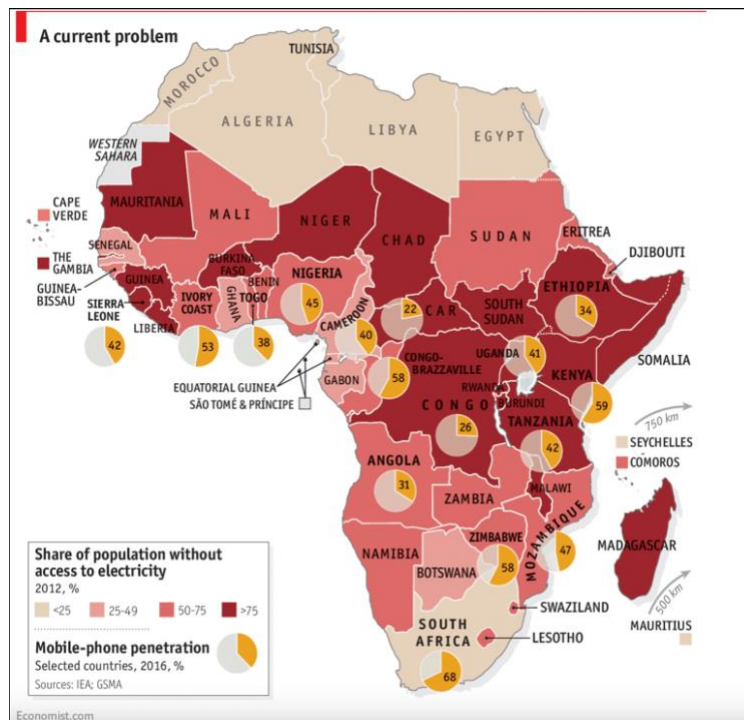 A current problem
TUNISIA
MOROCCO
ALGERIA
LIBYA
EGYPT
WESTERN
SAHARA
MAURITANIA
MALI
NIGER
CHAD
SUDAN
ERITREA
DJIBOUTI
CAPE
VERDE
SENEGAL
THE
GAMBIA
GUINEA-
BISSAU
GUINEA
SIERRA
LEONE
42
LIBERIA
IVORY
COAST
53
BURKINA
FASO
GHANA
BENIN
TOGO
38
NIGERIA
45
CAMEROON
40
CAR
22
SOUTH
SUDAN
ETHIOPIA
34
SOMALIA
EQUATORIAL GUINEA
SÃO TOMÉ & PRÍNCIPE
GABON
CONGO-
BRAZZAVILLE
58
CONGO
26
UGANDA
41
KENYA
59
RWANDA
BURUNDI
TANZANIA
42
750 km
SEYCHELLES
COMOROS
ANGOLA
31
ZAMBIA
MALAWI
MOZAMBIQUE
47
MADAGASCAR
NAMIBIA
ZIMBABWE
58
BOTSWANA
SWAZILAND
LESOTHO
SOUTH
AFRICA
68
500 km
MAURITIUS
Share of population without
access to electricity
2012, %
<25 25-49 50-75 >75
Mobile-phone penetration
Selected countries, 2016, %
Sources: IEA; GSMA
Economist.com